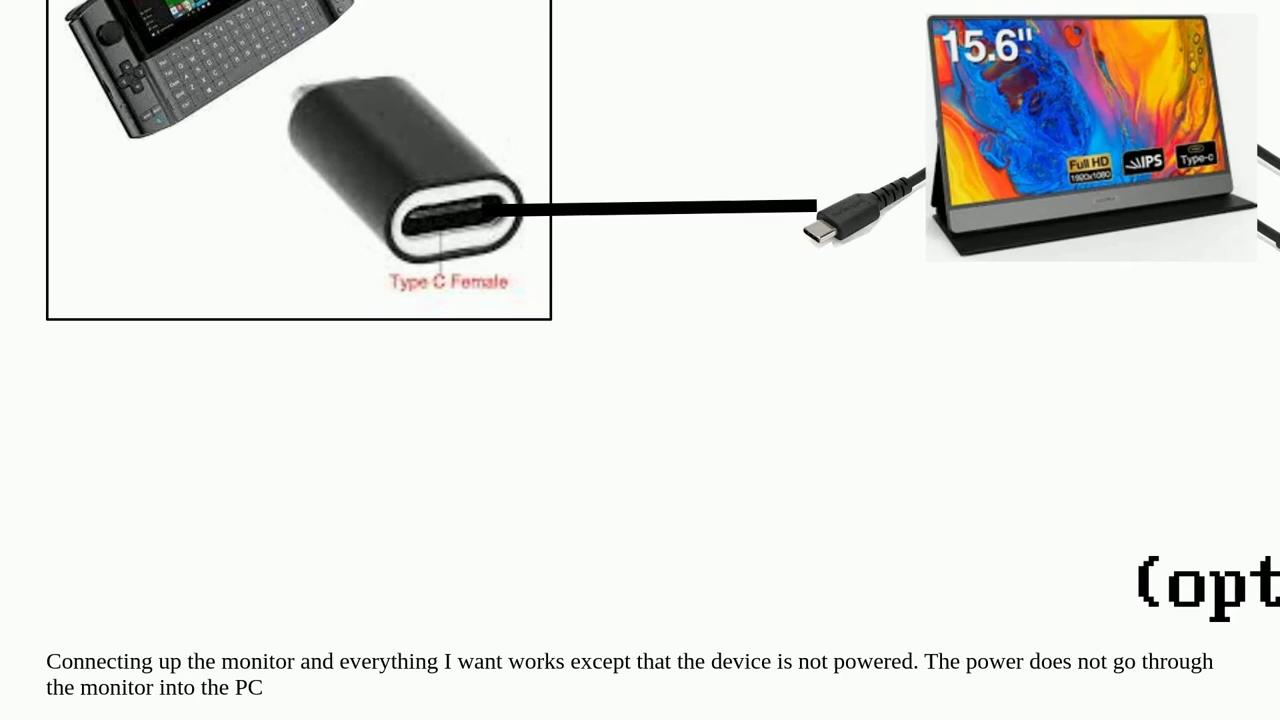 15.6"
Full HD
1920x1080
IPS
Type-c
Type C Female
(opt
Connecting up the monitor and everything I want works except that the device is not powered. The power does not go through
the monitor into the PC